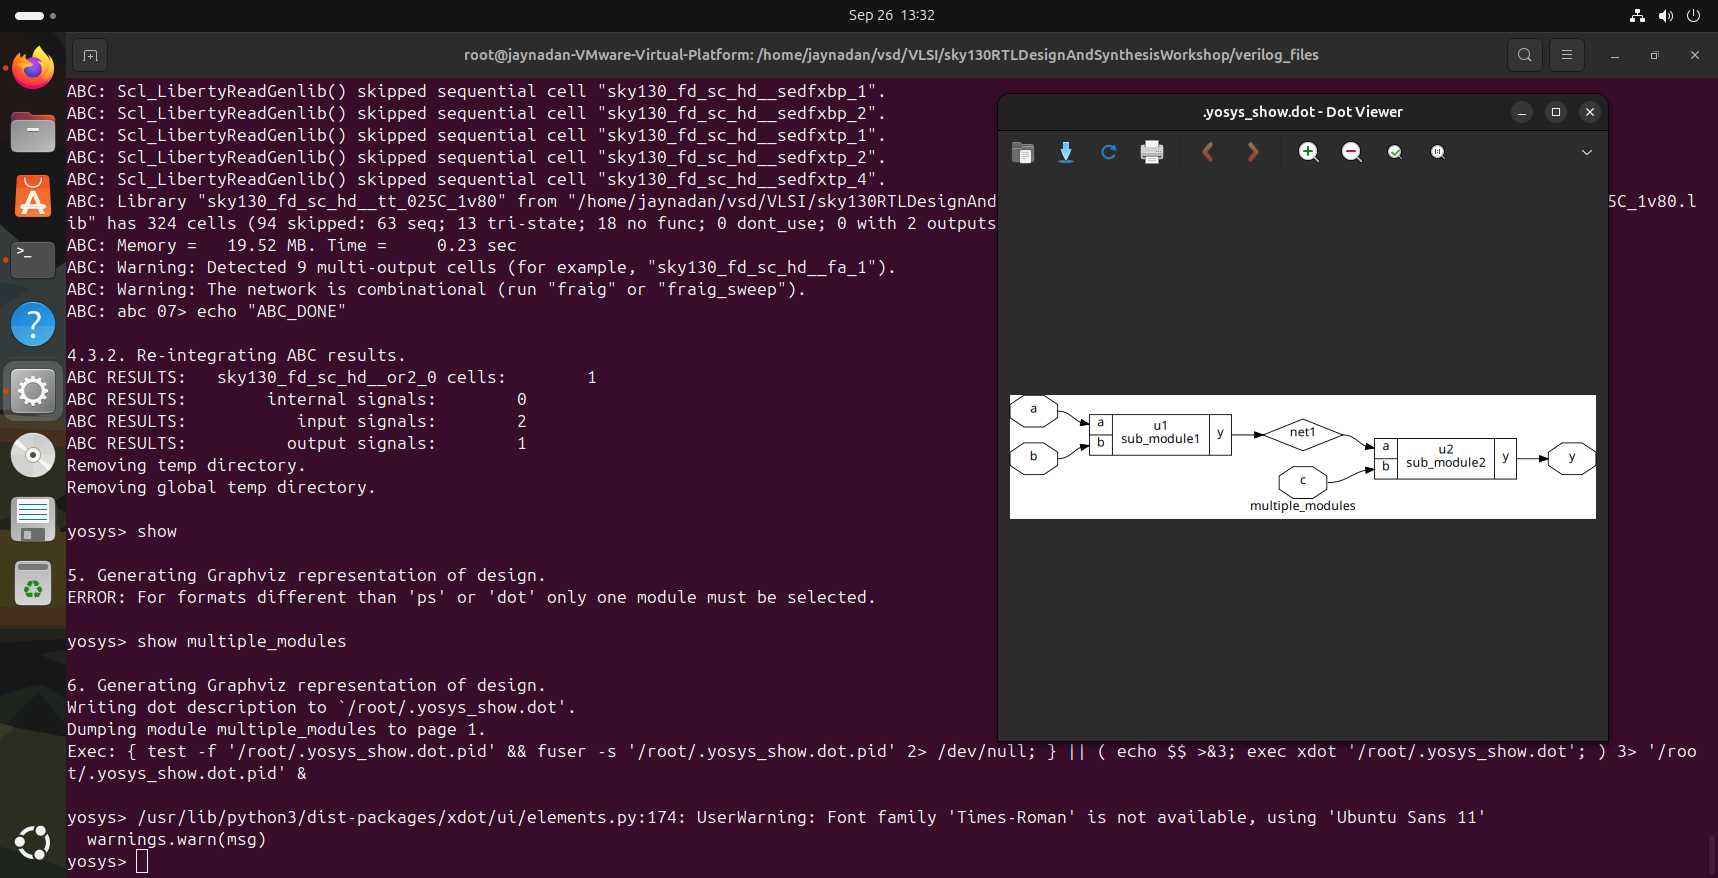 Sep 26 13:32
root@jaynadan-VMware-Virtual-Platform: /home/jaynadan/vsd/VLSI/sky130RTLDesignAndSynthesisWorkshop/verilog_files
ABC: Scl_LibertyReadGenlib() skipped sequential cell "sky130_fd_sc_hd__sedfxbp_1".
ABC: Scl_LibertyReadGenlib() skipped sequential cell "sky130_fd_sc_hd__sedfxbp_2".
ABC: Scl_LibertyReadGenlib() skipped sequential cell "sky130_fd_sc_hd__sedfxtp_1".
ABC: Scl_LibertyReadGenlib() skipped sequential cell "sky130_fd_sc_hd__sedfxtp_2".
ABC: Scl_LibertyReadGenlib() skipped sequential cell "sky130_fd_sc_hd__sedfxtp_4".
ABC: Library "sky130_fd_sc_hd__tt_025C_1v80" from "/home/jaynadan/vsd/VLSI/sky130RTLDesignAnd 5C_1v80.l
ib" has 324 cells (94 skipped: 63 seq; 13 tri-state; 18 no func; 0 dont_use; 0 with 2 outputs
ABC: Memory = 19.52 MB. Time = 0.23 sec
ABC: Warning: Detected 9 multi-output cells (for example, "sky130_fd_sc_hd__fa_1").
ABC: Warning: The network is combinational (run "fraig" or "fraig_sweep").
ABC: abc 07> echo "ABC_DONE"
4.3.2. Re-integrating ABC results.
ABC RESULTS: sky130_fd_sc_hd__or2_0 cells: 1
ABC RESULTS: internal signals: 0
ABC RESULTS: input signals: 2
ABC RESULTS: output signals: 1
Removing temp directory.
Removing global temp directory.
yosys> show
5. Generating Graphviz representation of design.
ERROR: For formats different than 'ps' or 'dot' only one module must be selected.
yosys> show multiple_modules
6. Generating Graphviz representation of design.
Writing dot description to `/root/.yosys_show.dot'.
Dumping module multiple_modules to page 1.
Exec: { test -f '/root/.yosys_show.dot.pid' && fuser -s '/root/.yosys_show.dot.pid' 2> /dev/null; } || ( echo $$ >&3; exec xdot '/root/.yosys_show.dot'; ) 3> '/roo
t/.yosys_show.dot.pid' &
yosys> /usr/lib/python3/dist-packages/xdot/ui/elements.py:174: UserWarning: Font family 'Times-Roman' is not available, using 'Ubuntu Sans 11'
warnings.warn(msg)
yosys>
.yosys_show.dot - Dot Viewer
a
b
a
b
u1
sub_module1
y
net1
c
a
b
u2
sub_module2
y
y
multiple_modules